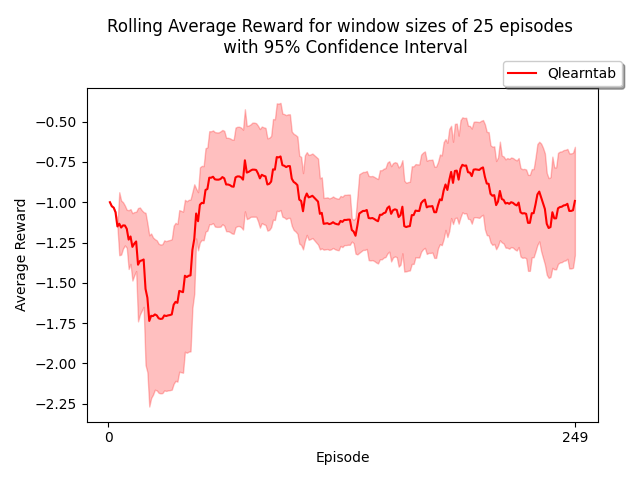 Rolling Average Reward for window sizes of 25 episodes
with 95% Confidence Interval
Qlearntab
−0.50
−0.75
−1.00
−1.25
−1.50
−1.75
−2.00
−2.25
Average Reward
0
249
Episode